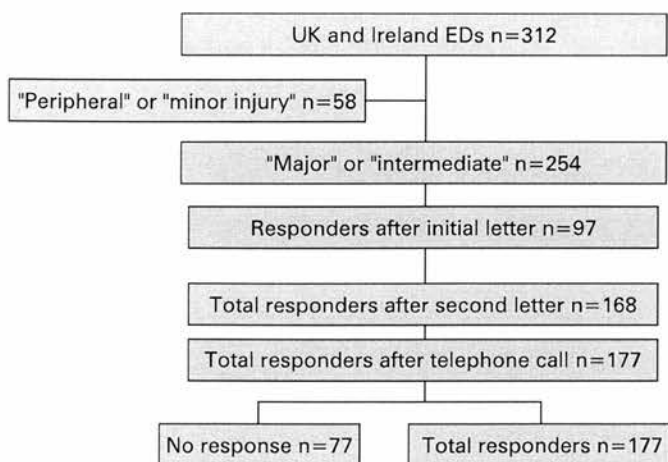 UK and Ireland EDs n=312
"Peripheral" or "minor injury" n=58
"Major" or "intermediate" n=254
Responders after initial letter n=97
Total responders after second letter n=168
Total responders after telephone call n=177
No response n=77
Total responders n=177